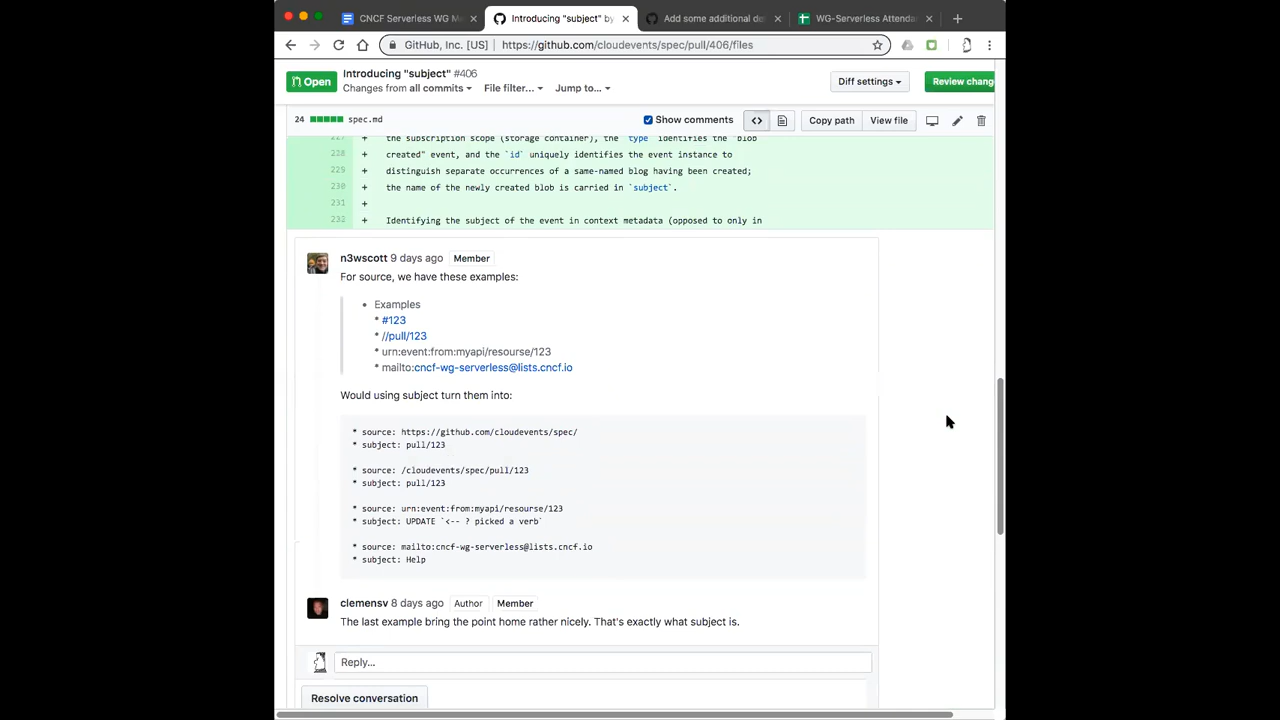 CNCF Serverless WG M
Introducing "subject" by
Add some additional de
WG-Serverless Attendan
GitHub, Inc. [US] https://github.com/cloudevents/spec/pull/406/files
Open
Introducing "subject" #406
Changes from all commits
File filter...
Jump to...
Diff settings
Review chang
24 spec.md
Show comments
Copy path
View file
227 + the subscription scope (storage container), the `type` identifies the "blob
228 + created" event, and the `id` uniquely identifies the event instance to
229 + distinguish separate occurrences of a same-named blog having been created;
230 + the name of the newly created blob is carried in `subject`.
231 +
232 + Identifying the subject of the event in context metadata (opposed to only in
n3wscott 9 days ago Member
For source, we have these examples:
• Examples
* #123
* //pull/123
* urn:event:from:myapi/resourse/123
* mailto:cncf-wg-serverless@lists.cncf.io
Would using subject turn them into:
* source: https://github.com/cloudevents/spec/
* subject: pull/123
* source: /cloudevents/spec/pull/123
* subject: pull/123
* source: urn:event:from:myapi/resourse/123
* subject: UPDATE `<-- ? picked a verb`
* source: mailto:cncf-wg-serverless@lists.cncf.io
* subject: Help
clemensv 8 days ago Author Member
The last example bring the point home rather nicely. That's exactly what subject is.
Reply...
Resolve conversation